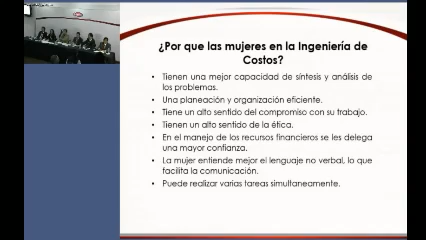 ¿Por que las mujeres en la Ingeniería de
Costos?
• Tienen una mejor capacidad de síntesis y análisis de
los problemas.
• Una planeación y organización eficiente.
• Tiene un alto sentido del compromiso con su trabajo.
• Tienen un alto sentido de la ética.
• En el manejo de los recursos financieros se les delega
una mayor confianza.
• La mujer entiende mejor el lenguaje no verbal, lo que
facilita la comunicación.
• Puede realizar varias tareas simultaneamente.